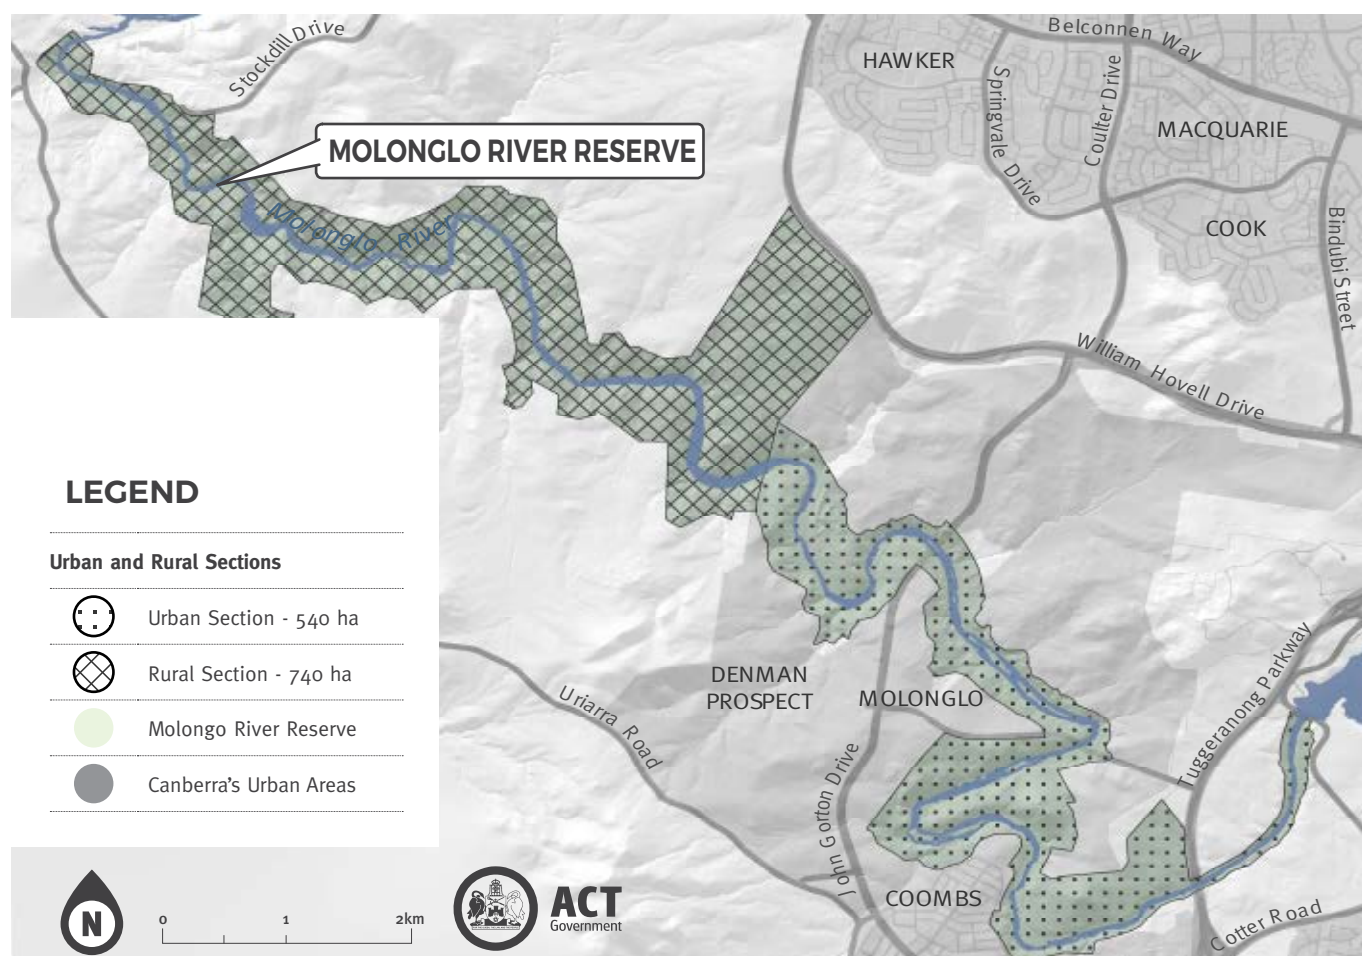 Belconnen Way
HAWKER
Stockdill Drive
Springvale Drive
Coulter Drive
MACQUARIE
MOLONGLO RIVER RESERVE
Molonglo River
COOK
Bindubi Street
William Hovell Drive
LEGEND
Urban and Rural Sections
Urban Section - 540 ha
Rural Section - 740 ha
Molongo River Reserve
Canberra's Urban Areas
DENMAN
PROSPECT
MOLONGLO
Uriarra Road
Tuggeranong Parkway
John Gorton Drive
COOMBS
Cotter Road
N
0 1 2km
ACT
Government